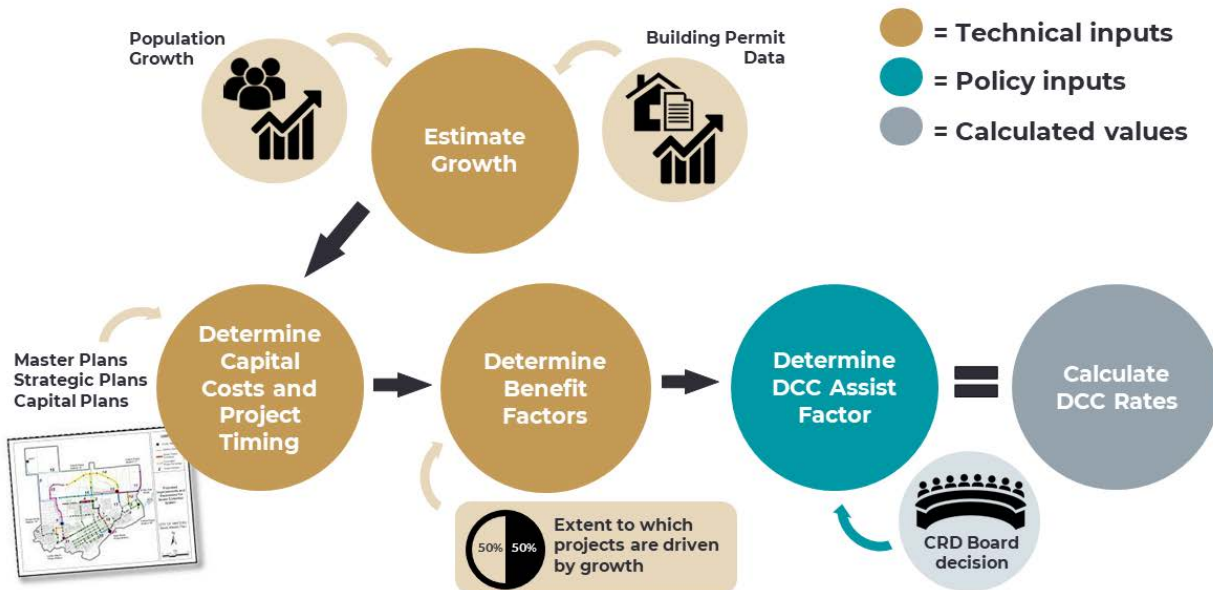 Population
Growth
Building Permit
Data
= Technical inputs
= Policy inputs
= Calculated values
Estimate
Growth
Master Plans
Strategic Plans
Capital Plans
Determine
Capital
Costs and
Project
Timing
Determine
Benefit
Factors
Determine
DCC Assist
Factor
=
Calculate
DCC Rates
50%
50%
Extent to which
projects are driven
by growth
CRD Board
decision